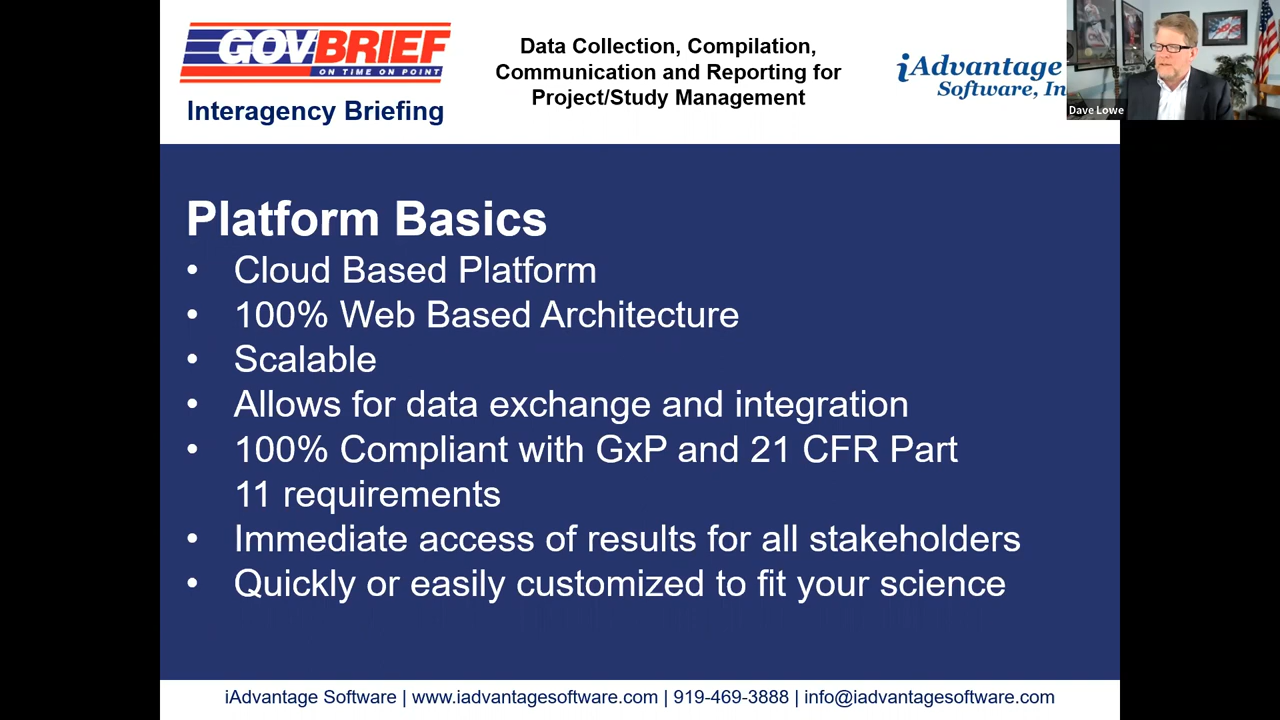 GOVBRIEF
ON TIME ON POINT
Interagency Briefing
Data Collection, Compilation,
Communication and Reporting for
Project/Study Management
iAdvantage
Software, In
Dave Lowe
Platform Basics
• Cloud Based Platform
• 100% Web Based Architecture
• Scalable
• Allows for data exchange and integration
• 100% Compliant with GxP and 21 CFR Part
11 requirements
• Immediate access of results for all stakeholders
• Quickly or easily customized to fit your science
iAdvantage Software | www.iadvantagesoftware.com | 919-469-3888 | info@iadvantagesoftware.com